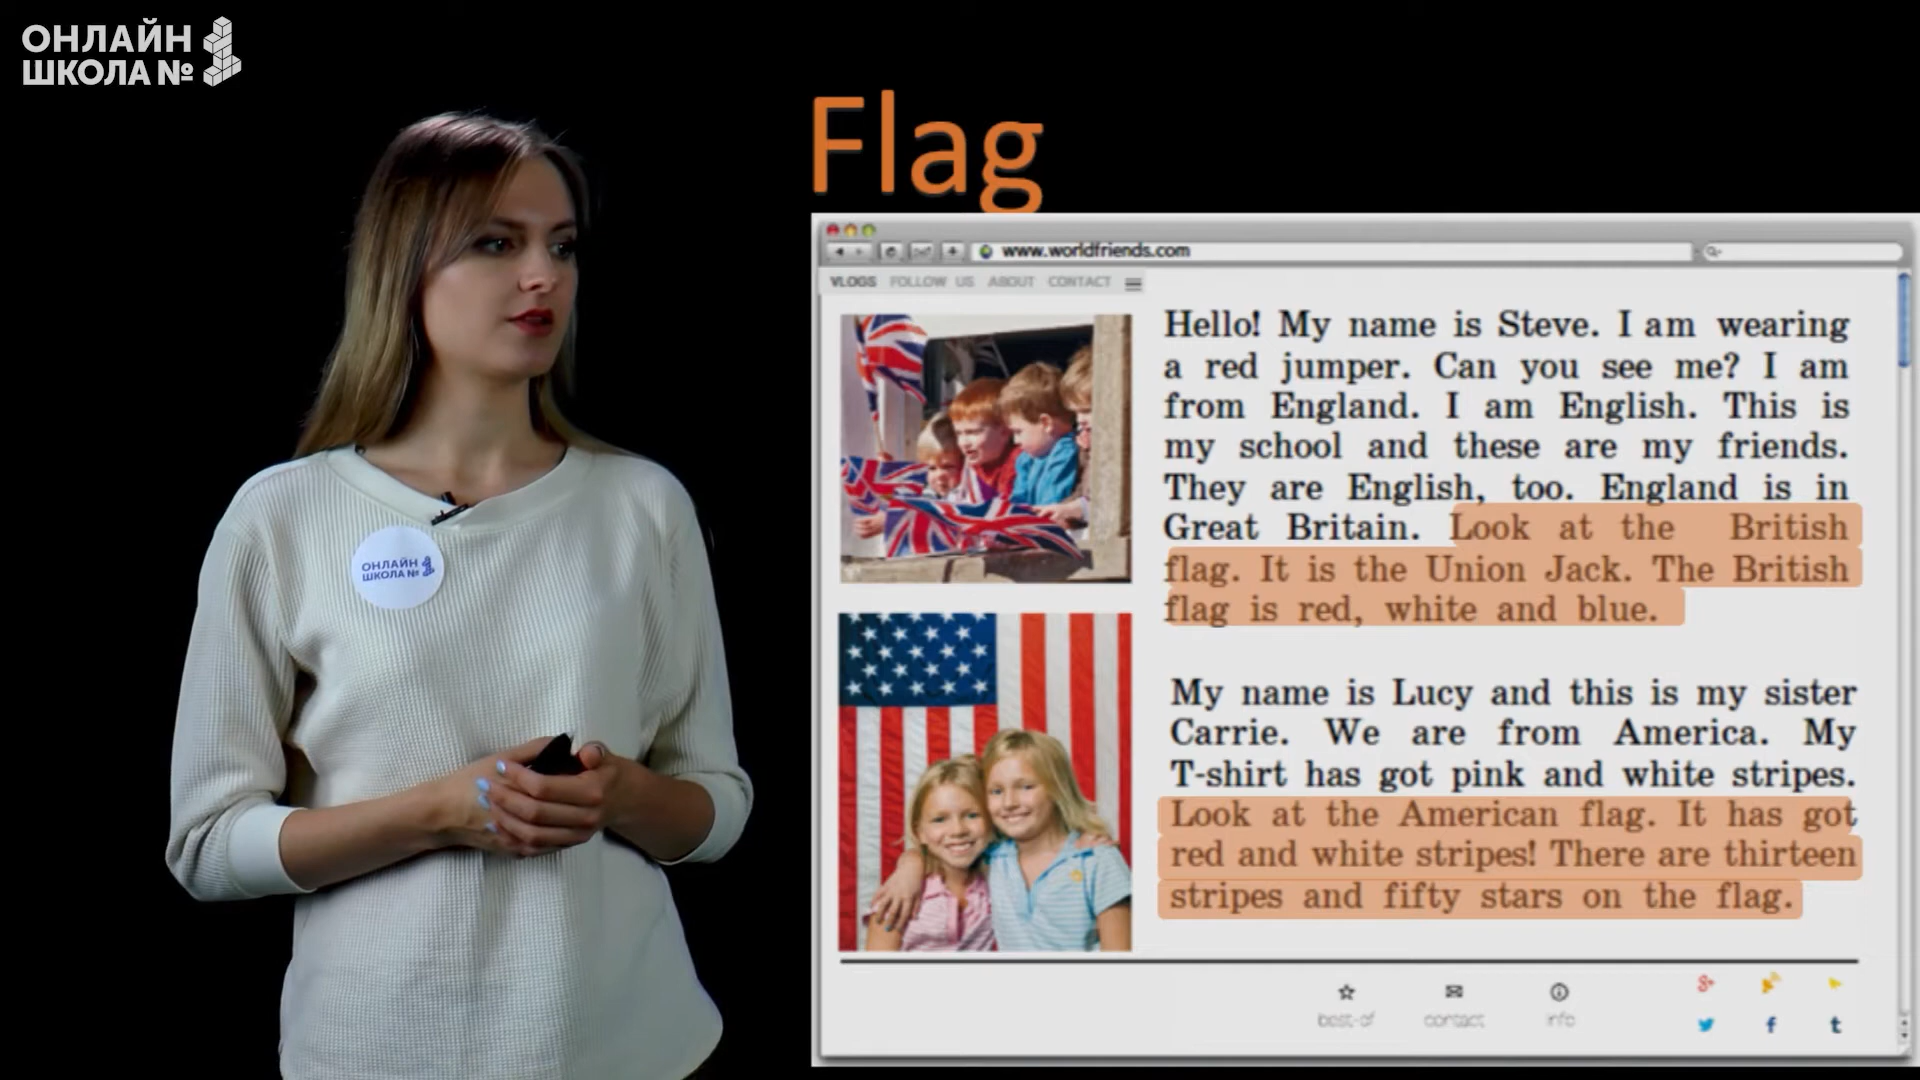 ОНЛАЙН
ШКОЛА №1
Flag
www.worldfriends.com
VLOGS FOLLOW US ABOUT CONTACT
Hello! My name is Steve. I am wearing
a red jumper. Can you see me? I am
from England. I am English. This is
my school and these are my friends.
They are English, too. England is in
Great Britain. Look at the British
flag. It is the Union Jack. The British
flag is red, white and blue.
My name is Lucy and this is my sister
Carrie. We are from America. My
T-shirt has got pink and white stripes.
Look at the American flag. It has got
red and white stripes! There are thirteen
stripes and fifty stars on the flag.
best-of contact info
ОНЛАЙН
ШКОЛА №1